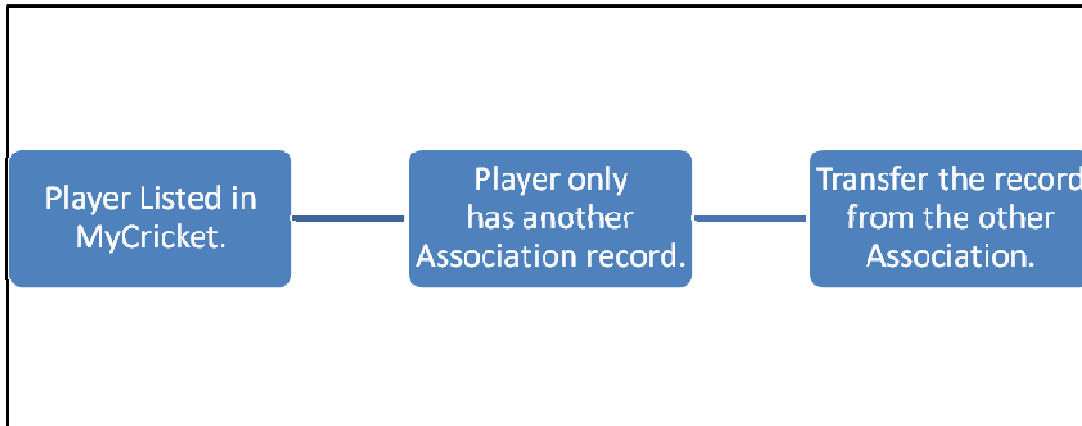 Player Listed in
MyCricket.
Player only
has another
Association record.
Transfer the record
from the other
Association.